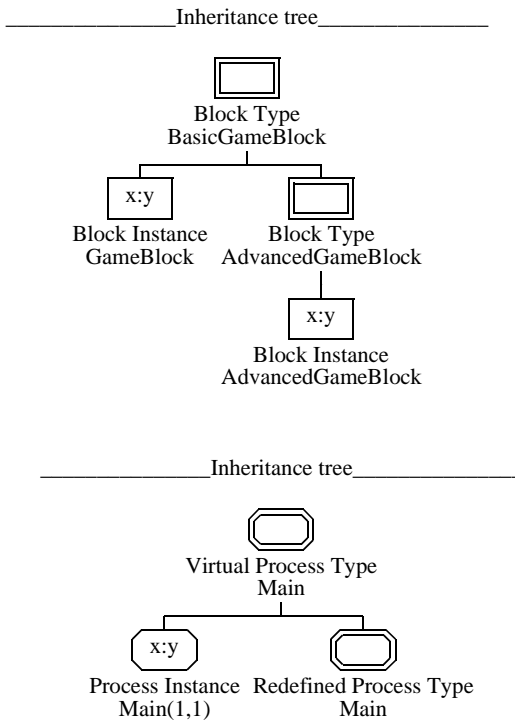 Inheritance tree
Block Type
BasicGameBlock
x:y
Block Instance Block Type
GameBlock AdvancedGameBlock
x:y
Block Instance
AdvancedGameBlock
Inheritance tree
Virtual Process Type
Main
x:y
Process Instance Redefined Process Type
Main(1,1) Main